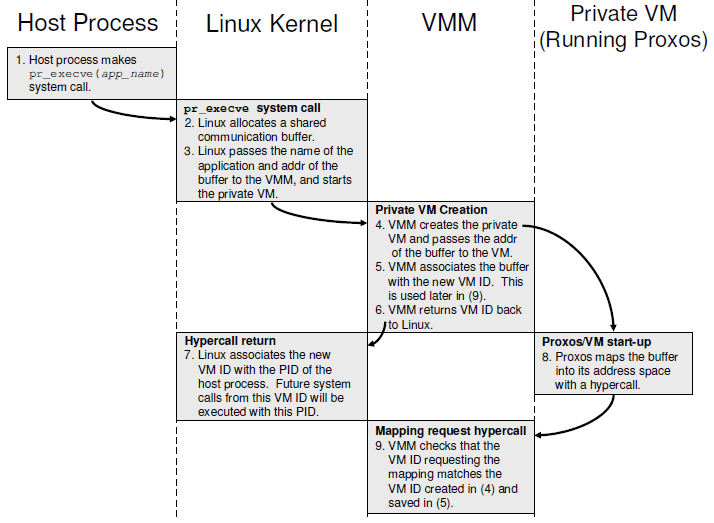 Host Process
Linux Kernel
VMM
Private VM
(Running Proxos)
1. Host process makes
pr_execve(app_name)
system call.
pr_execve system call
2. Linux allocates a shared
communication buffer.
3. Linux passes the name of the
application and addr of the
buffer to the VMM, and starts
the private VM.
Private VM Creation
4. VMM creates the private
VM and passes the addr
of the buffer to the VM.
5. VMM associates the buffer
with the new VM ID. This
is used later in (9).
6. VMM returns VM ID back
to Linux.
Hypercall return
7. Linux associates the new
VM ID with the PID of the
host process. Future system
calls from this VM ID will be
executed with this PID.
Proxos/VM start-up
8. Proxos maps the buffer
into its address space
with a hypercall.
Mapping request hypercall
9. VMM checks that the
VM ID requesting the
mapping matches the
VM ID created in (4) and
saved in (5).